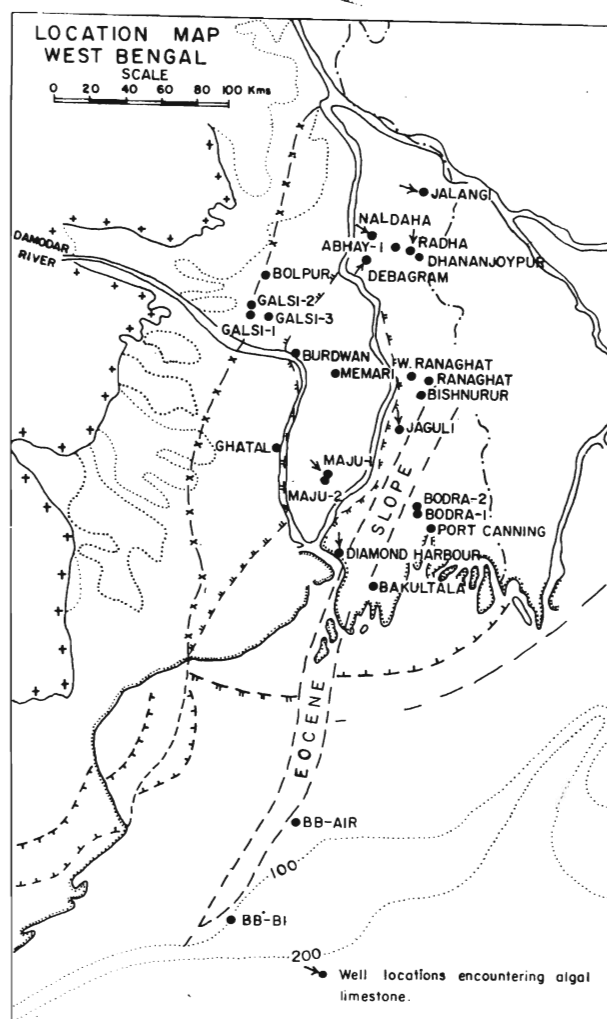 LOCATION MAP
WEST BENGAL
SCALE
0 20 40 60 80 100 Kms
JALANGI
NALDAHA
ABHAY-1
RADHA
DHANANJOYPUR
DEBAGRAM
DAMODAR
RIVER
BOLPUR
GALSI-2
GALSI-3
GALSI-1
BURDWAN
MEMARI
W. RANAGHAT
RANAGHAT
BISHNURUR
JAGULI
GHATAL
MAJU-1
MAJU-2
SLOPE
BODRA-2
BODRA-1
PORT CANNING
DIAMOND HARBOUR
BAKULTALA
EOCENE
BB-AIR
100
BB-BI
200
Well locations encountering algal
limestone.